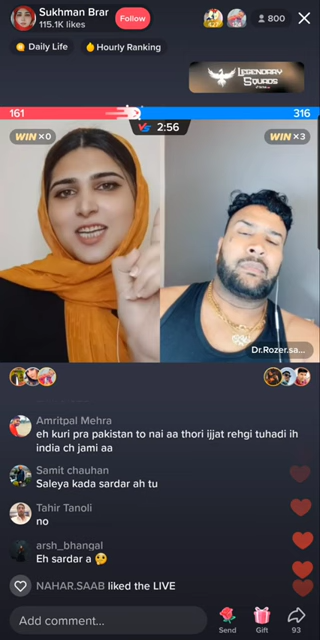 Sukhman Brar
115.1K likes
Follow
800
Daily Life
Hourly Ranking
LEGENDARY
SQUADS
161
316
WIN ×0
VS 2:56
WIN ×3
Dr.Rozer.sa...
Amritpal Mehra
eh kuri pra pakistan to nai aa thori ijjat rehgi tuhadi ih
india ch jami aa
Samit chauhan
Saleya kada sardar ah tu
Tahir Tanoli
no
arsh_bhangal
Eh sardar a 🤔
NAHAR.SAAB liked the LIVE
Add comment...
Send
Gift
93